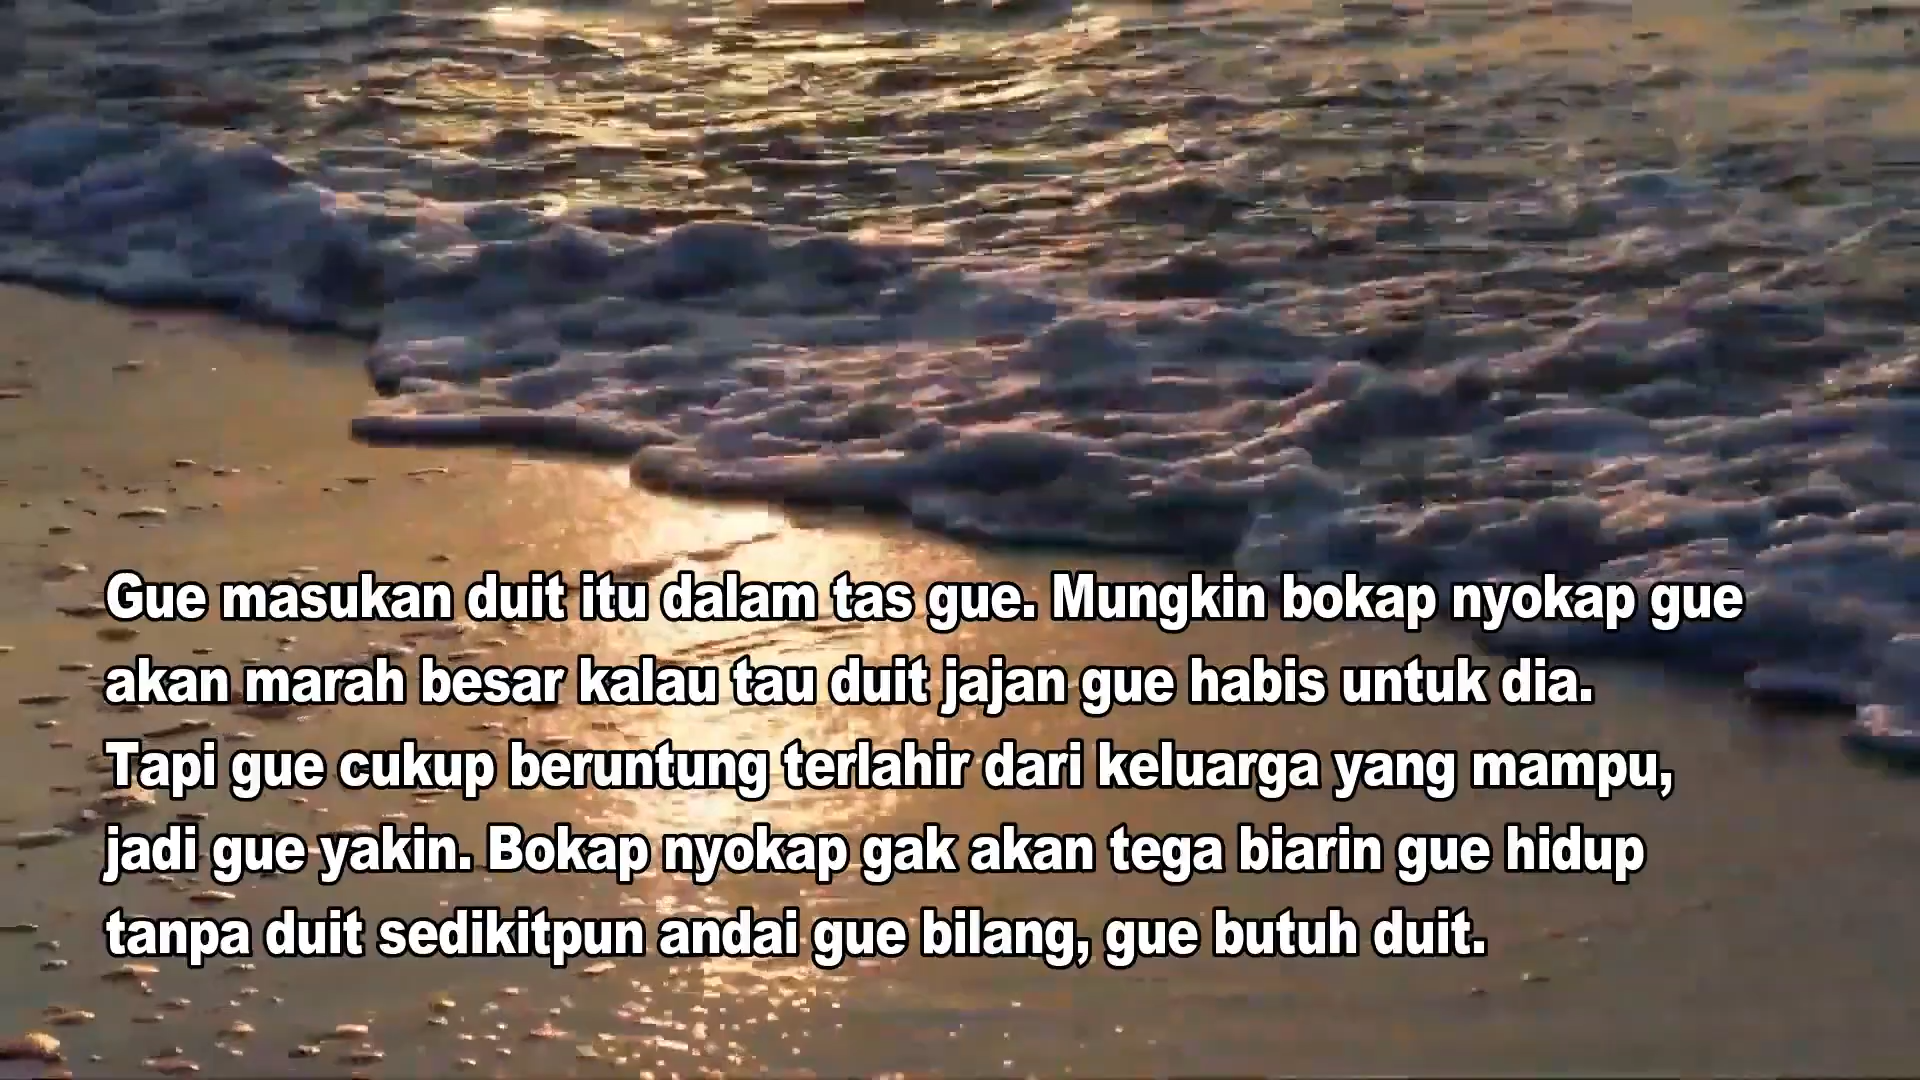 Gue masukan duit itu dalam tas gue. Mungkin bokap nyokap gue
akan marah besar kalau tau duit jajan gue habis untuk dia.
Tapi gue cukup beruntung terlahir dari keluarga yang mampu,
jadi gue yakin. Bokap nyokap gak akan tega biarin gue hidup
tanpa duit sedikitpun andai gue bilang, gue butuh duit.